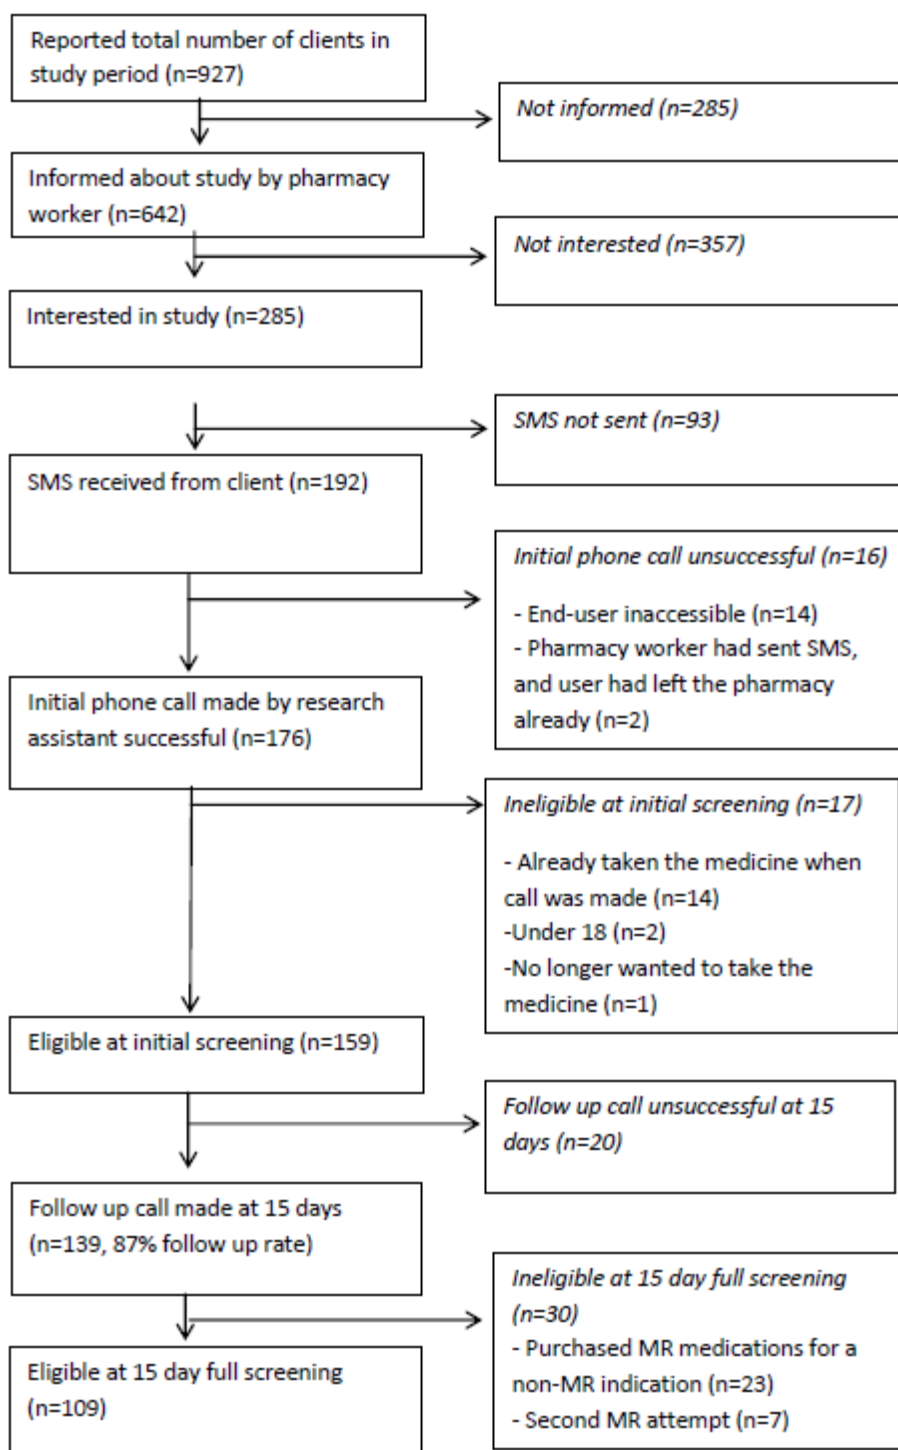 Reported total number of clients in
study period (n=927)
Not informed (n=285)
Informed about study by pharmacy
worker (n=642)
Not interested (n=357)
Interested in study (n=285)
SMS not sent (n=93)
SMS received from client (n=192)
Initial phone call unsuccessful (n=16)
- End-user inaccessible (n=14)
- Pharmacy worker had sent SMS,
and user had left the pharmacy
already (n=2)
Initial phone call made by research
assistant successful (n=176)
Ineligible at initial screening (n=17)
- Already taken the medicine when
call was made (n=14)
-Under 18 (n=2)
-No longer wanted to take the
medicine (n=1)
Eligible at initial screening (n=159)
Follow up call unsuccessful at 15
days (n=20)
Follow up call made at 15 days
(n=139, 87% follow up rate)
Ineligible at 15 day full screening
(n=30)
- Purchased MR medications for a
non-MR indication (n=23)
- Second MR attempt (n=7)
Eligible at 15 day full screening
(n=109)